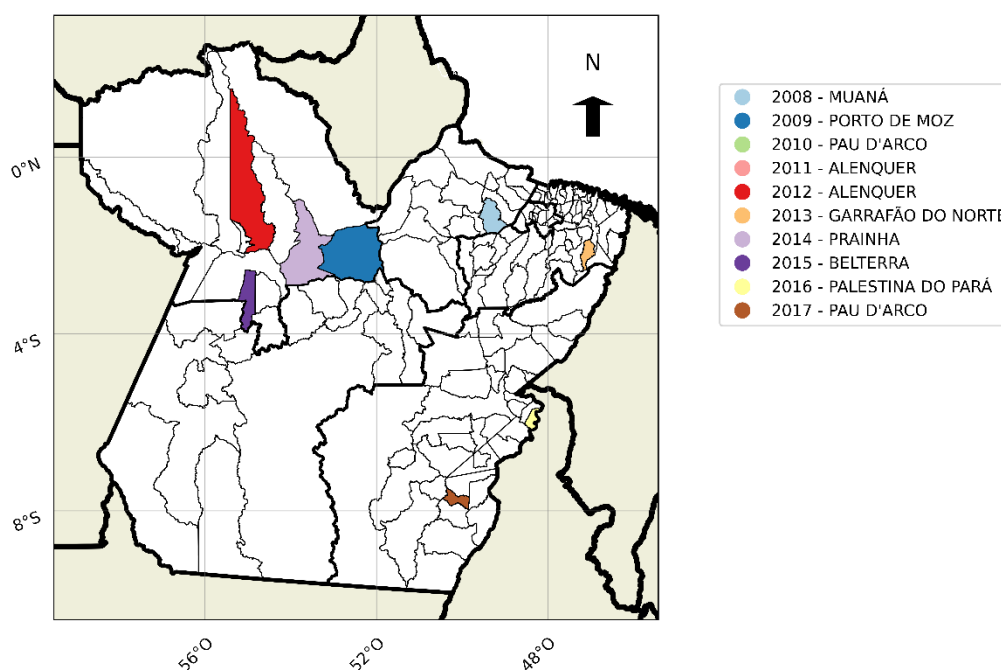 N
0°N
4°S
8°S
56°O
52°O
48°O
2008 - MUANÁ
2009 - PORTO DE MOZ
2010 - PAU D'ARCO
2011 - ALENQUER
2012 - ALENQUER
2013 - GARRAFÃO DO NORTE
2014 - PRAINHA
2015 - BELTERRA
2016 - PALESTINA DO PARÁ
2017 - PAU D'ARCO